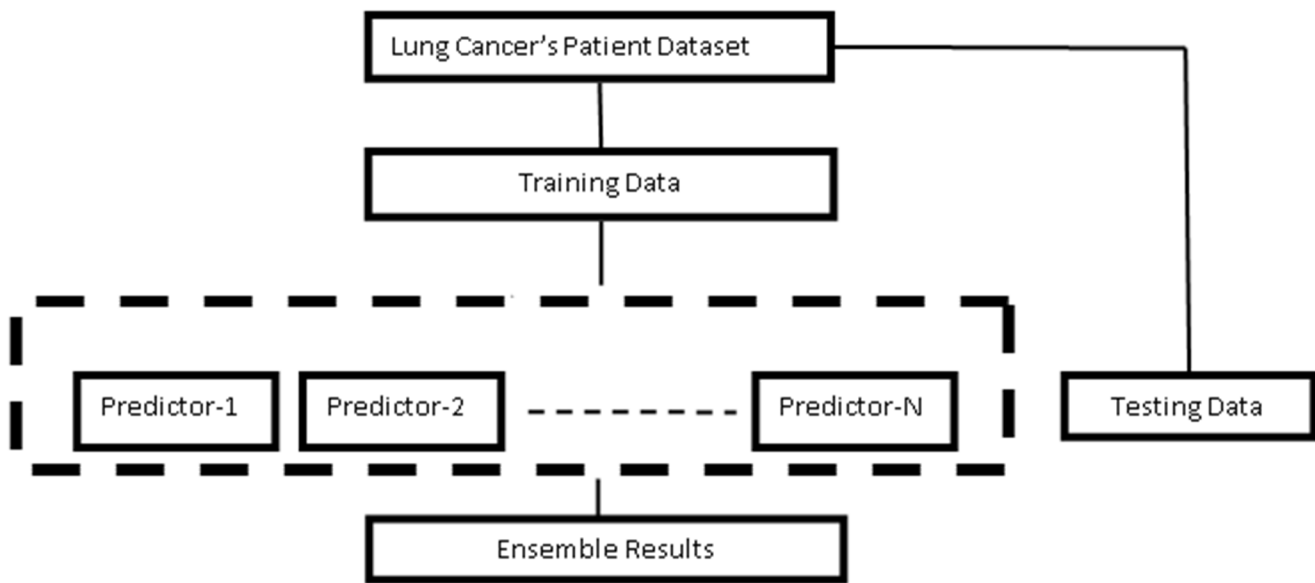 Lung Cancer's Patient Dataset
Training Data
Predictor-1
Predictor-2
Predictor-N
Testing Data
Ensemble Results